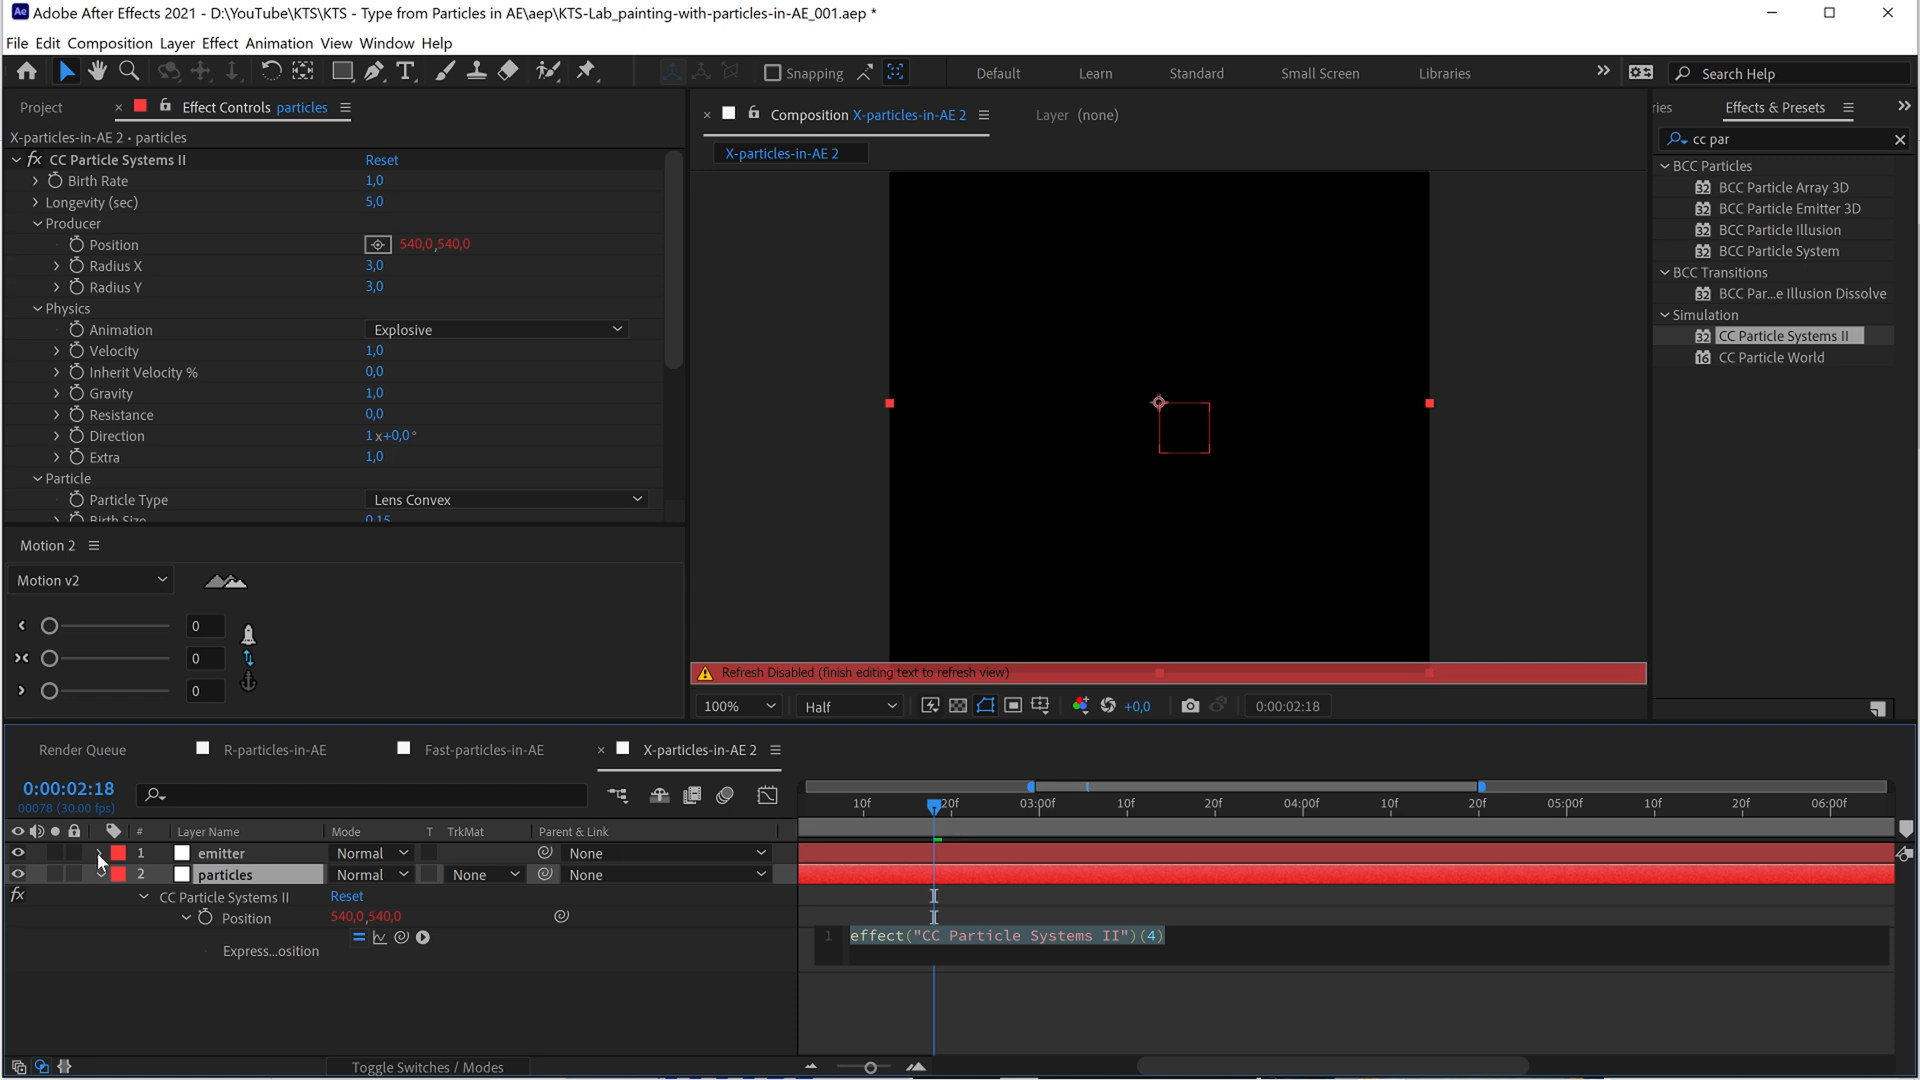 Adobe After Effects 2021 - D:\YouTube\KTS\KTS - Type from Particles in AE\aep\KTS-Lab_painting-with-particles-in-AE_001.aep *
File Edit Composition Layer Effect Animation View Window Help
Snapping
Default
Learn
Standard
Small Screen
Libraries
Search Help
Project
Effect Controls particles
X-particles-in-AE 2 • particles
fx CC Particle Systems II Reset
Birth Rate 1,0
Longevity (sec) 5,0
Producer
Position 540,0,540,0
Radius X 3,0
Radius Y 3,0
Physics
Animation Explosive
Velocity 1,0
Inherit Velocity % 0,0
Gravity 1,0
Resistance 0,0
Direction 1x+0,0°
Extra 1,0
Particle
Particle Type Lens Convex
Birth Size 0,15
Motion 2
Motion v2
0
0
0
Composition X-particles-in-AE 2
Layer (none)
X-particles-in-AE 2
Refresh Disabled (finish editing text to refresh view)
100%
Half
+0,0
0:00:02:18
ries
Effects & Presets
cc par
BCC Particles
BCC Particle Array 3D
BCC Particle Emitter 3D
BCC Particle Illusion
BCC Particle System
BCC Transitions
BCC Par...e Illusion Dissolve
Simulation
CC Particle Systems II
CC Particle World
Render Queue
R-particles-in-AE
Fast-particles-in-AE
X-particles-in-AE 2
0:00:02:18
00078 (30.00 fps)
10f 20f 03:00f 10f 20f 04:00f 10f 20f 05:00f 10f 20f 06:00f
# Layer Name Mode T TrkMat Parent & Link
1 emitter Normal None
2 particles Normal None None
fx CC Particle Systems II Reset
Position 540,0,540,0
Express...osition
1 effect("CC Particle Systems II")(4)
Toggle Switches / Modes